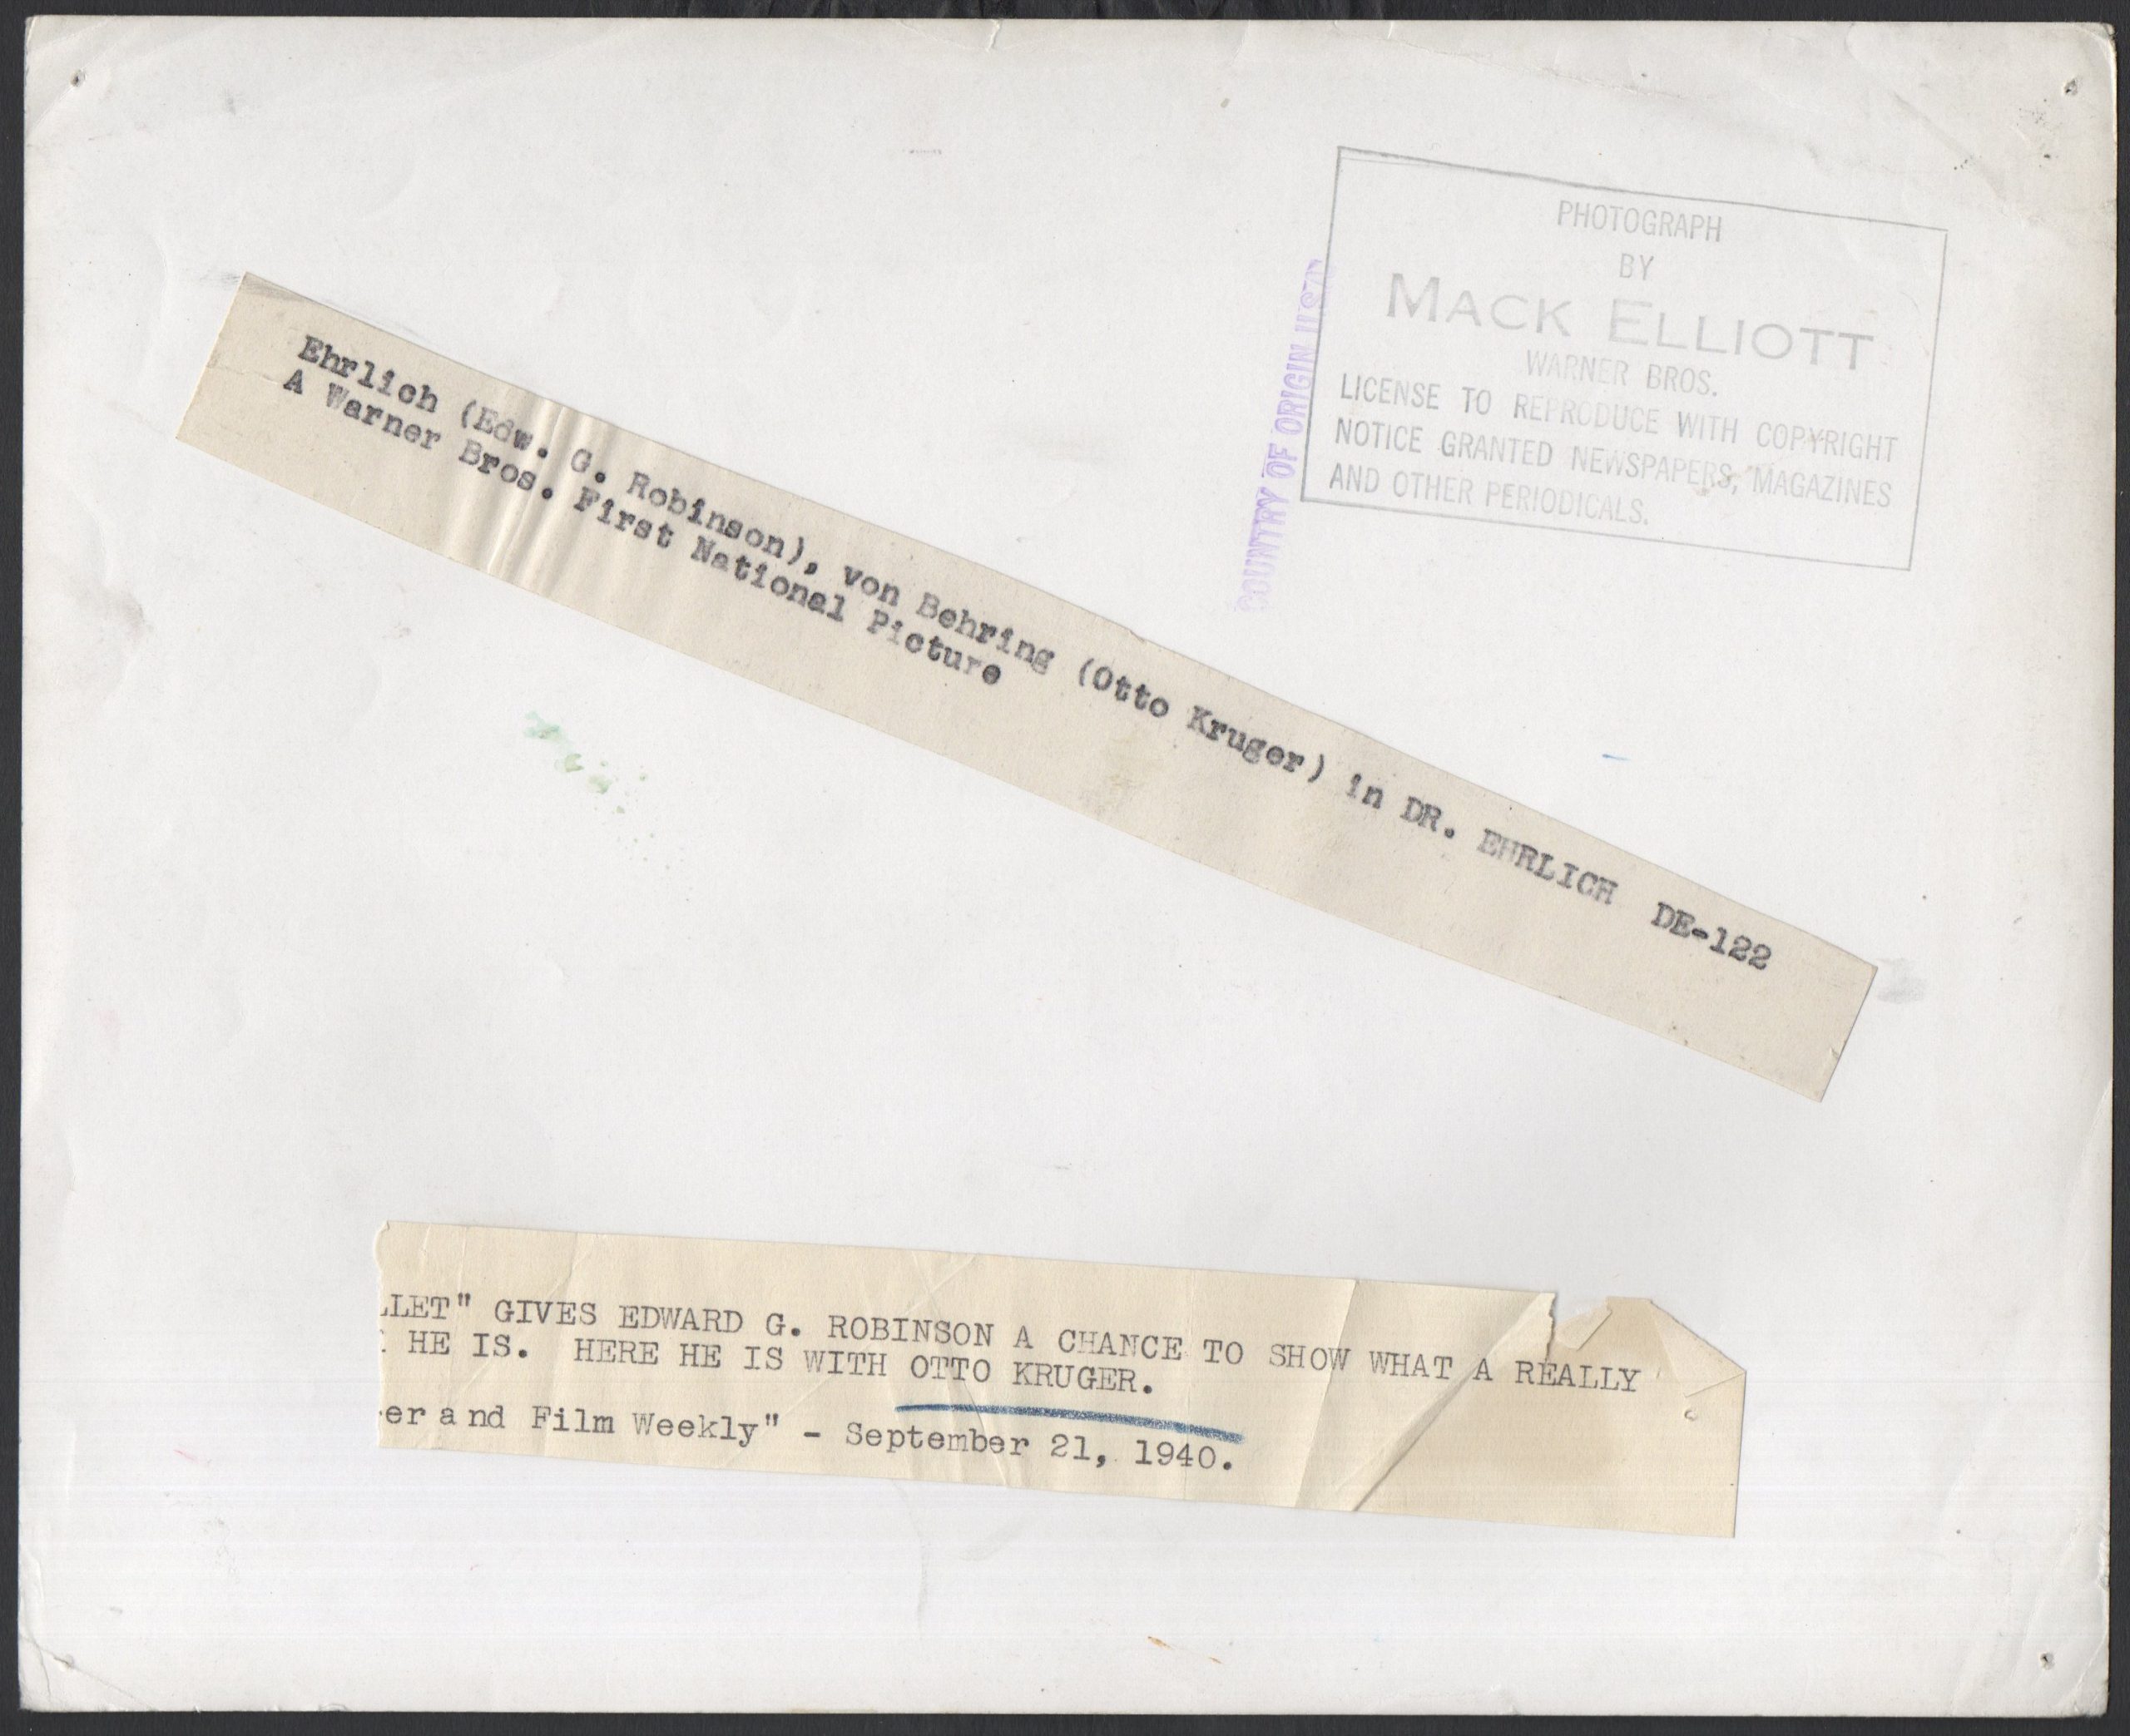 PHOTOGRAPH
BY
MACK ELLIOTT
WARNER BROS.
LICENSE TO REPRODUCE WITH COPYRIGHT
NOTICE GRANTED NEWSPAPERS, MAGAZINES
AND OTHER PERIODICALS.
COUNTRY OF ORIGIN U.S.A.
Ehrlich (Edw. G. Robinson), von Behring (Otto Kruger) in DR. EHRLICH DE-122
A Warner Bros. First National Picture
LLET" GIVES EDWARD G. ROBINSON A CHANCE TO SHOW WHAT A REALLY
HE IS. HERE HE IS WITH OTTO KRUGER.
er and Film Weekly" - September 21, 1940.